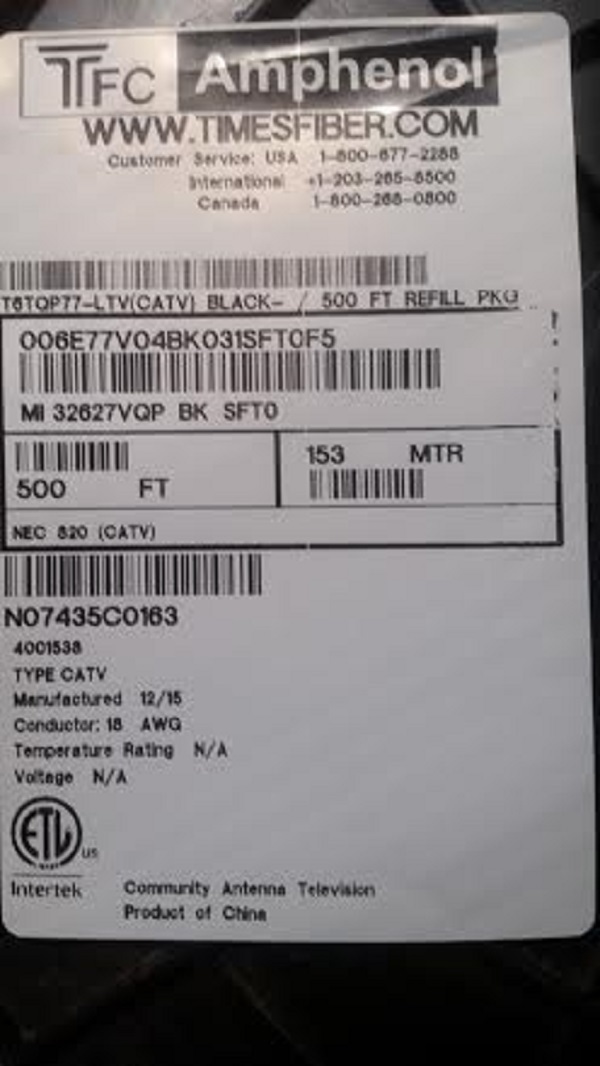 TFC Amphenol
WWW.TIMESFIBER.COM
Customer Service: USA 1-800-677-2288
International +1-203-265-8500
Canada 1-800-268-0800
T6TQP77-LTV(CATV) BLACK- / 500 FT REFILL PKG
006E77V04BK031SFT0F5
MI 32627VQP BK SFT0
500 FT
153 MTR
NEC 820 (CATV)
N07435C0163
4001538
TYPE CATV
Manufactured 12/15
Conductor: 18 AWG
Temperature Rating N/A
Voltage N/A
ETL US
Intertek
Community Antenna Television
Product of China